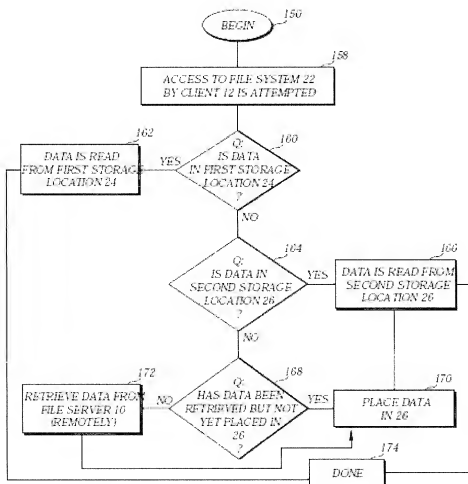 BEGIN
150
158
ACCESS TO FILE SYSTEM 22
BY CLIENT 12 IS ATTEMPTED
162
DATA IS READ
FROM FIRST STORAGE
LOCATION 24
YES
160
Q:
IS DATA
IN FIRST STORAGE
LOCATION 24
?
NO
164
Q:
IS DATA IN
SECOND STORAGE
LOCATION 26
?
YES
166
DATA IS READ FROM
SECOND STORAGE
LOCATION 26
NO
172
RETRIEVE DATA FROM
FILE SERVER 10
(REMOTELY)
NO
168
Q:
HAS DATA BEEN
RETRIEVED BUT NOT
YET PLACED IN
26
?
YES
170
PLACE DATA
IN 26
174
DONE